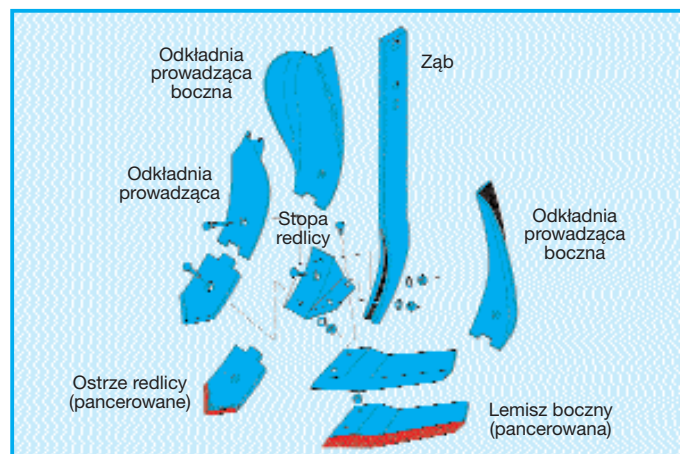 Odkładnia
prowadząca
boczna
Ząb
Odkładnia
prowadząca
Stopa
redlicy
Odkładnia
prowadząca
boczna
Ostrze redlicy
(pancerowane)
Lemisz boczny
(pancerowana)